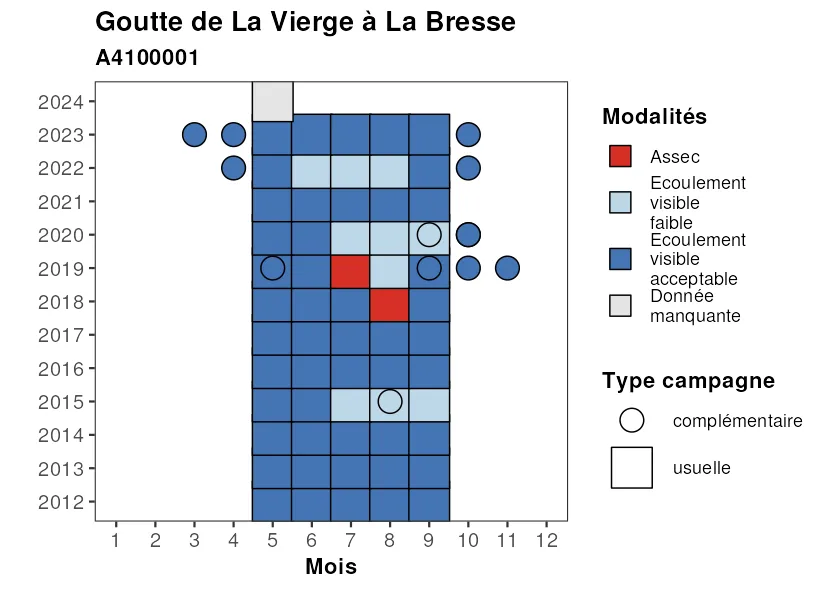 Goutte de La Vierge à La Bresse
A4100001
2024
2023
2022
2021
2020
2019
2018
2017
2016
2015
2014
2013
2012
1 2 3 4 5 6 7 8 9 10 11 12
Mois
Modalités
Assec
Ecoulement
visible
faible
Ecoulement
visible
acceptable
Donnée
manquante
Type campagne
complémentaire
usuelle